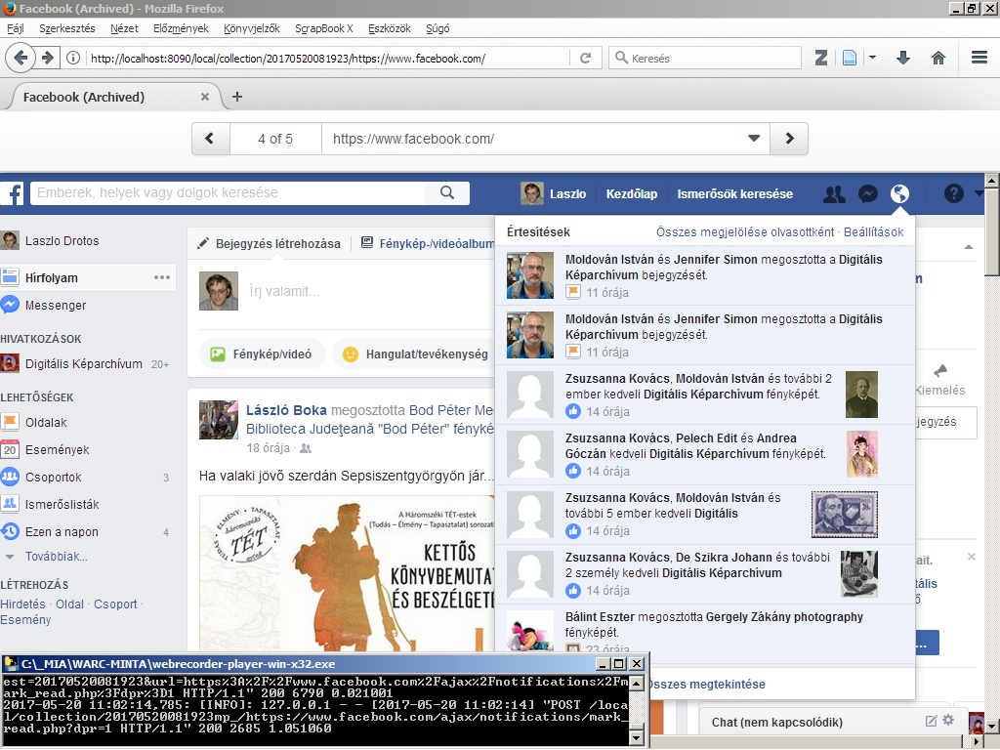 Facebook (Archived) - Mozilla Firefox
Fájl Szerkesztés Nézet Előzmények Könyvjelzők ScrapBook X Eszközök Súgó
http://localhost:8090/local/collection/20170520081923/https://www.facebook.com/
Keresés
Facebook (Archived)
4 of 5
https://www.facebook.com/
Emberek, helyek vagy dolgok keresése
Laszlo Kezdőlap Ismerősök keresése
Laszlo Drotos
Hírfolyam
Messenger
HIVATKOZÁSOK
Digitális Képarchívum 20+
LEHETŐSÉGEK
Oldalak
20
Események
Csoportok 3
Ismerőslisták
Ezen a napon 4
Továbbiak...
LÉTREHOZÁS
Hirdetés · Oldal · Csoport ·
Esemény
Bejegyzés létrehozása
Fénykép-/videóalbum
Írj valamit...
Fénykép/videó
Hangulat/tevékenység
László Boka megosztotta Bod Péter Me
Biblioteca Județeană "Bod Péter" fényké
18 órája ·
Ha valaki jövő szerdán Sepsiszentgyörgyön jár...
ÉLMÉNY TAPASZTALAT
TUDÁS
háromszéki
TÉT
esték
A Háromszéki TÉT-estek
(Tudás – Élmény – Tapasztalat) sorozat
KETTŐS
KÖNYVBEMUTA
ÉS BESZÉLGETÉ
Értesítések
Összes megjelölése olvasottként · Beállítások
Moldován István és Jennifer Simon megosztotta a Digitális
Képarchívum bejegyzését.
11 órája
Moldován István és Jennifer Simon megosztotta a Digitális
Képarchívum bejegyzését.
11 órája
Zsuzsanna Kovács, Moldován István és további 2
ember kedveli Digitális Képarchívum fényképét.
14 órája
Zsuzsanna Kovács, Pelech Edit és Andrea
Góczán kedveli Digitális Képarchívum fényképét.
14 órája
Zsuzsanna Kovács, Moldován István és
további 5 ember kedveli Digitális
14 órája
Zsuzsanna Kovács, De Szikra Johann és további
2 személy kedveli Digitális Képarchívum
14 órája
Bálint Eszter megosztotta Gergely Zákány photography
fényképét.
23 órája
összes megtekintése
m
Kiemelés
jegyzés
ait.
itális
ő
...
Chat (nem kapcsolódik)
C:\_MIA\WARC-MINTA\webrecorder-player-win-x32.exe
est=20170520081923&url=https%3A%2F%2Fwww.facebook.com%2Fajax%2Fnotifications%2Fm
ark_read.php%3Fdpr%3D1 HTTP/1.1" 200 6790 0.021001
2017-05-20 11:02:14,785: [INFO]: 127.0.0.1 - - [2017-05-20 11:02:14] "POST /loca
l/collection/20170520081923mp_/https://www.facebook.com/ajax/notifications/mark_
read.php?dpr=1 HTTP/1.1" 200 2685 1.051060